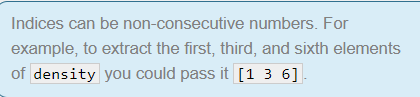 Indices can be non-consecutive numbers. For
example, to extract the first, third, and sixth elements
of density you could pass it [1 3 6].